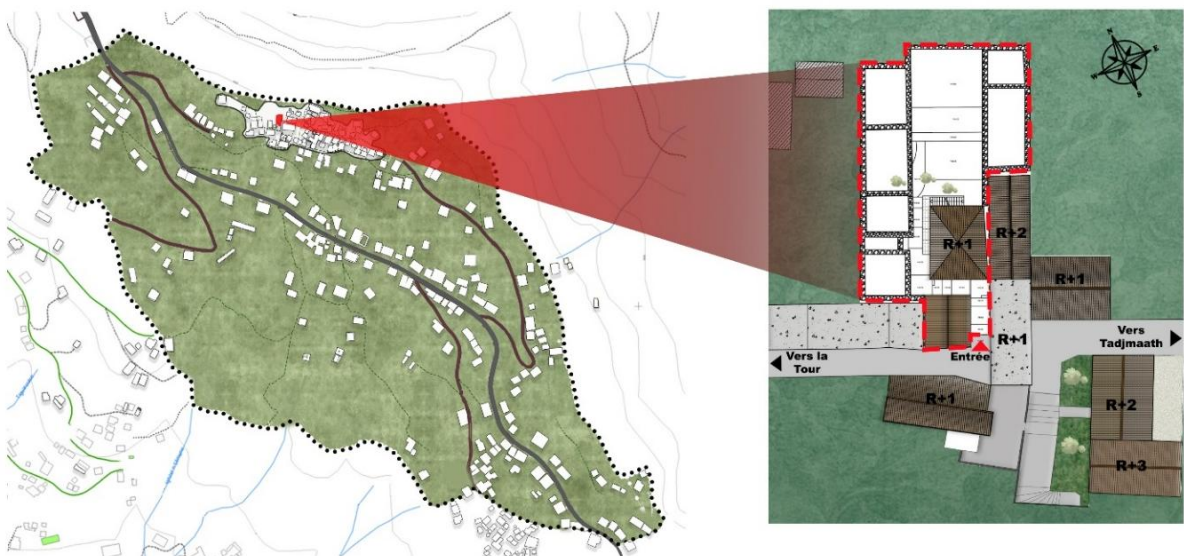 N
E
S
R+1
R+2
R+1
R+1
Entrée
Vers la
Tour
Vers
Tadjmaath
R+1
R+2
R+3